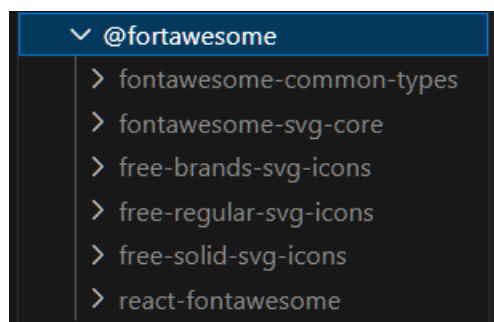 @fortawesome
fontawesome-common-types
fontawesome-svg-core
free-brands-svg-icons
free-regular-svg-icons
free-solid-svg-icons
react-fontawesome